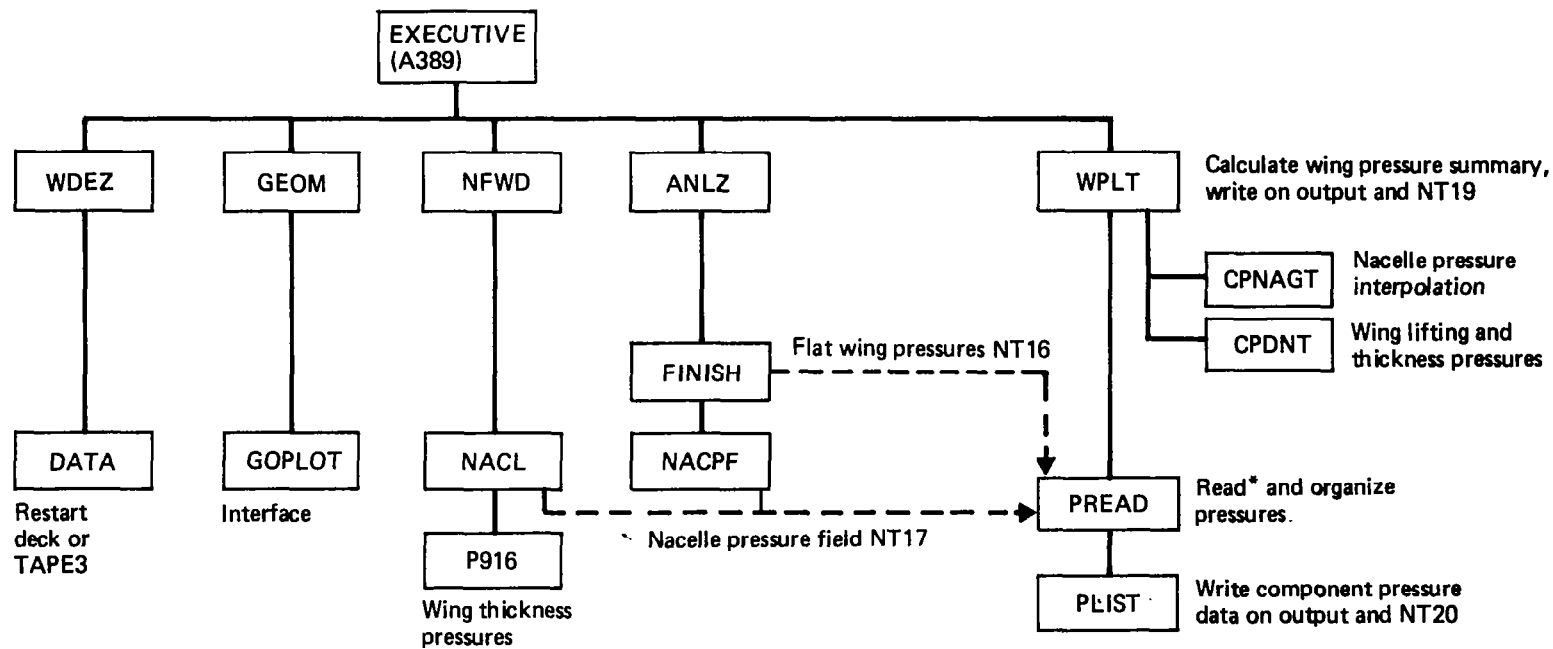 EXECUTIVE
(A389)
WDEZ
GEOM
NFWD
ANLZ
WPLT
Calculate wing pressure summary,
write on output and NT19
CPNAGT
Nacelle pressure
interpolation
CPDNT
Wing lifting and
thickness pressures
Flat wing pressures NT16
FINISH
DATA
GOPLOT
NACL
NACPF
PREAD
Read* and organize
pressures.
Restart
deck or
TAPE3
Interface
Nacelle pressure field NT17
P916
Wing thickness
pressures
PLIST
Write component pressure
data on output and NT20